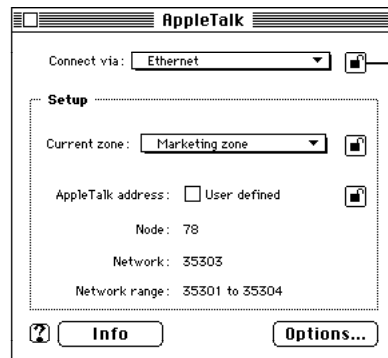 AppleTalk
Connect via: Ethernet
Setup
Current zone: Marketing zone
AppleTalk address: User defined
Node: 78
Network: 35303
Network range: 35301 to 35304
? Info Options...